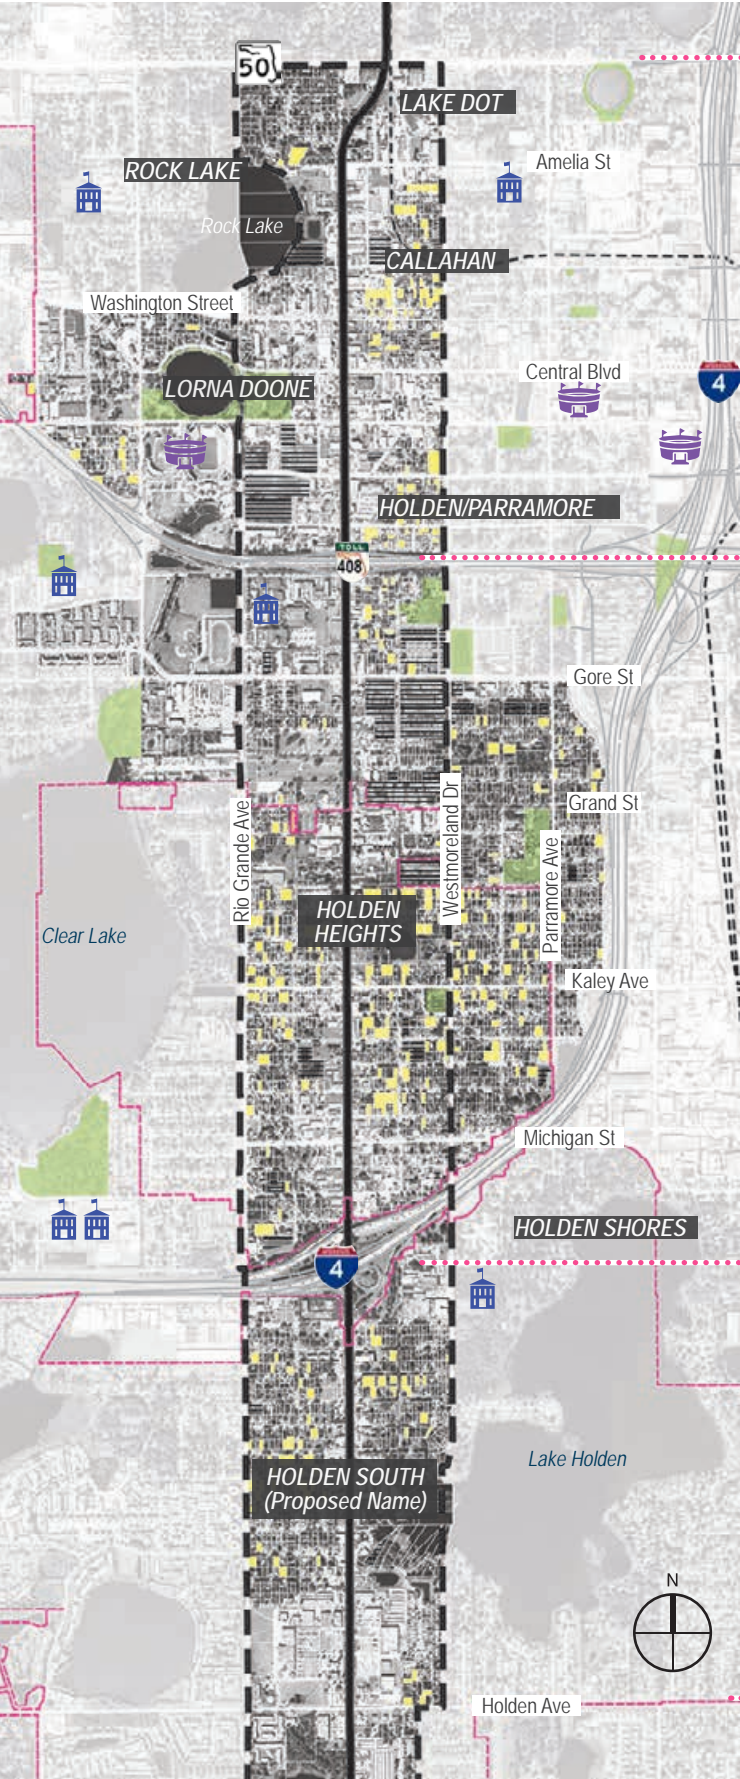 50
LAKE DOT
Amelia St
ROCK LAKE
Rock Lake
CALLAHAN
Washington Street
Central Blvd
4
LORNA DOONE
HOLDEN/PARRAMORE
TOLL
408
Gore St
Grand St
Rio Grande Ave
Westmoreland Dr
Parramore Ave
HOLDEN
HEIGHTS
Clear Lake
Kaley Ave
Michigan St
HOLDEN SHORES
4
Lake Holden
HOLDEN SOUTH
(Proposed Name)
N
Holden Ave